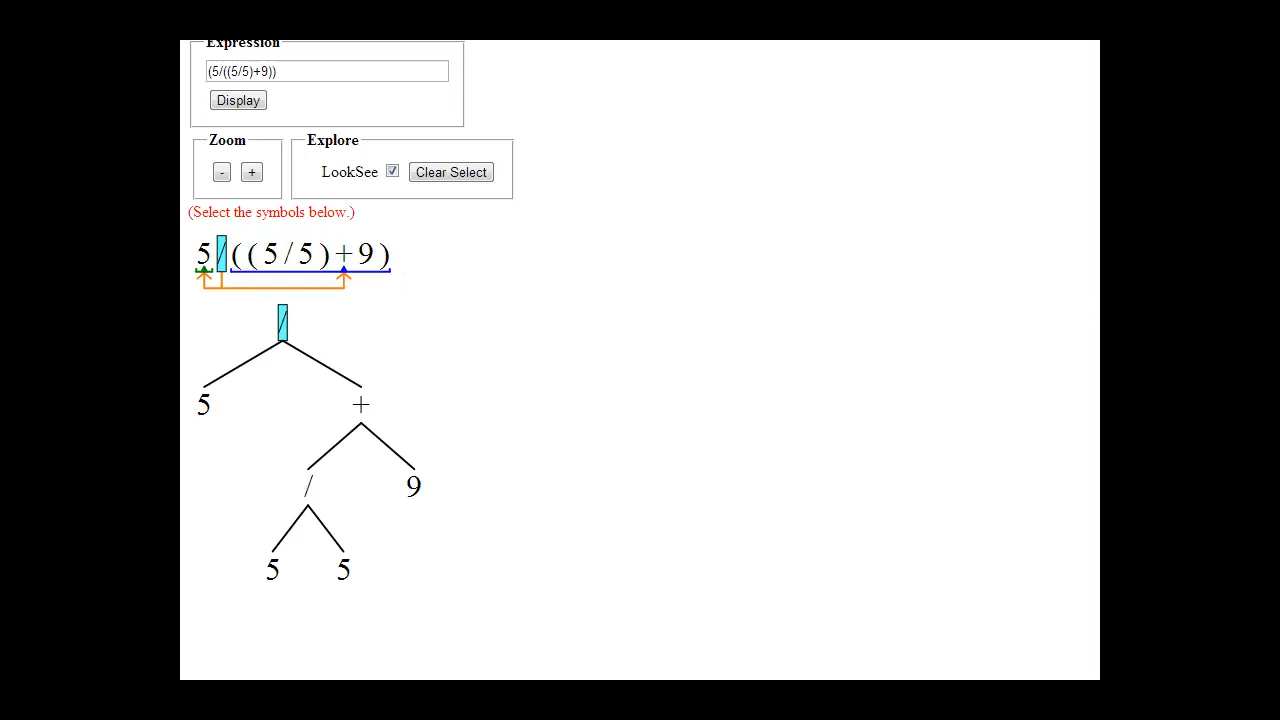 Expression
(5/((5/5)+9))
Display
Zoom Explore
- + LookSee Clear Select
(Select the symbols below.)
5/((5/5)+9)
/
5 +
/ 9
5 5